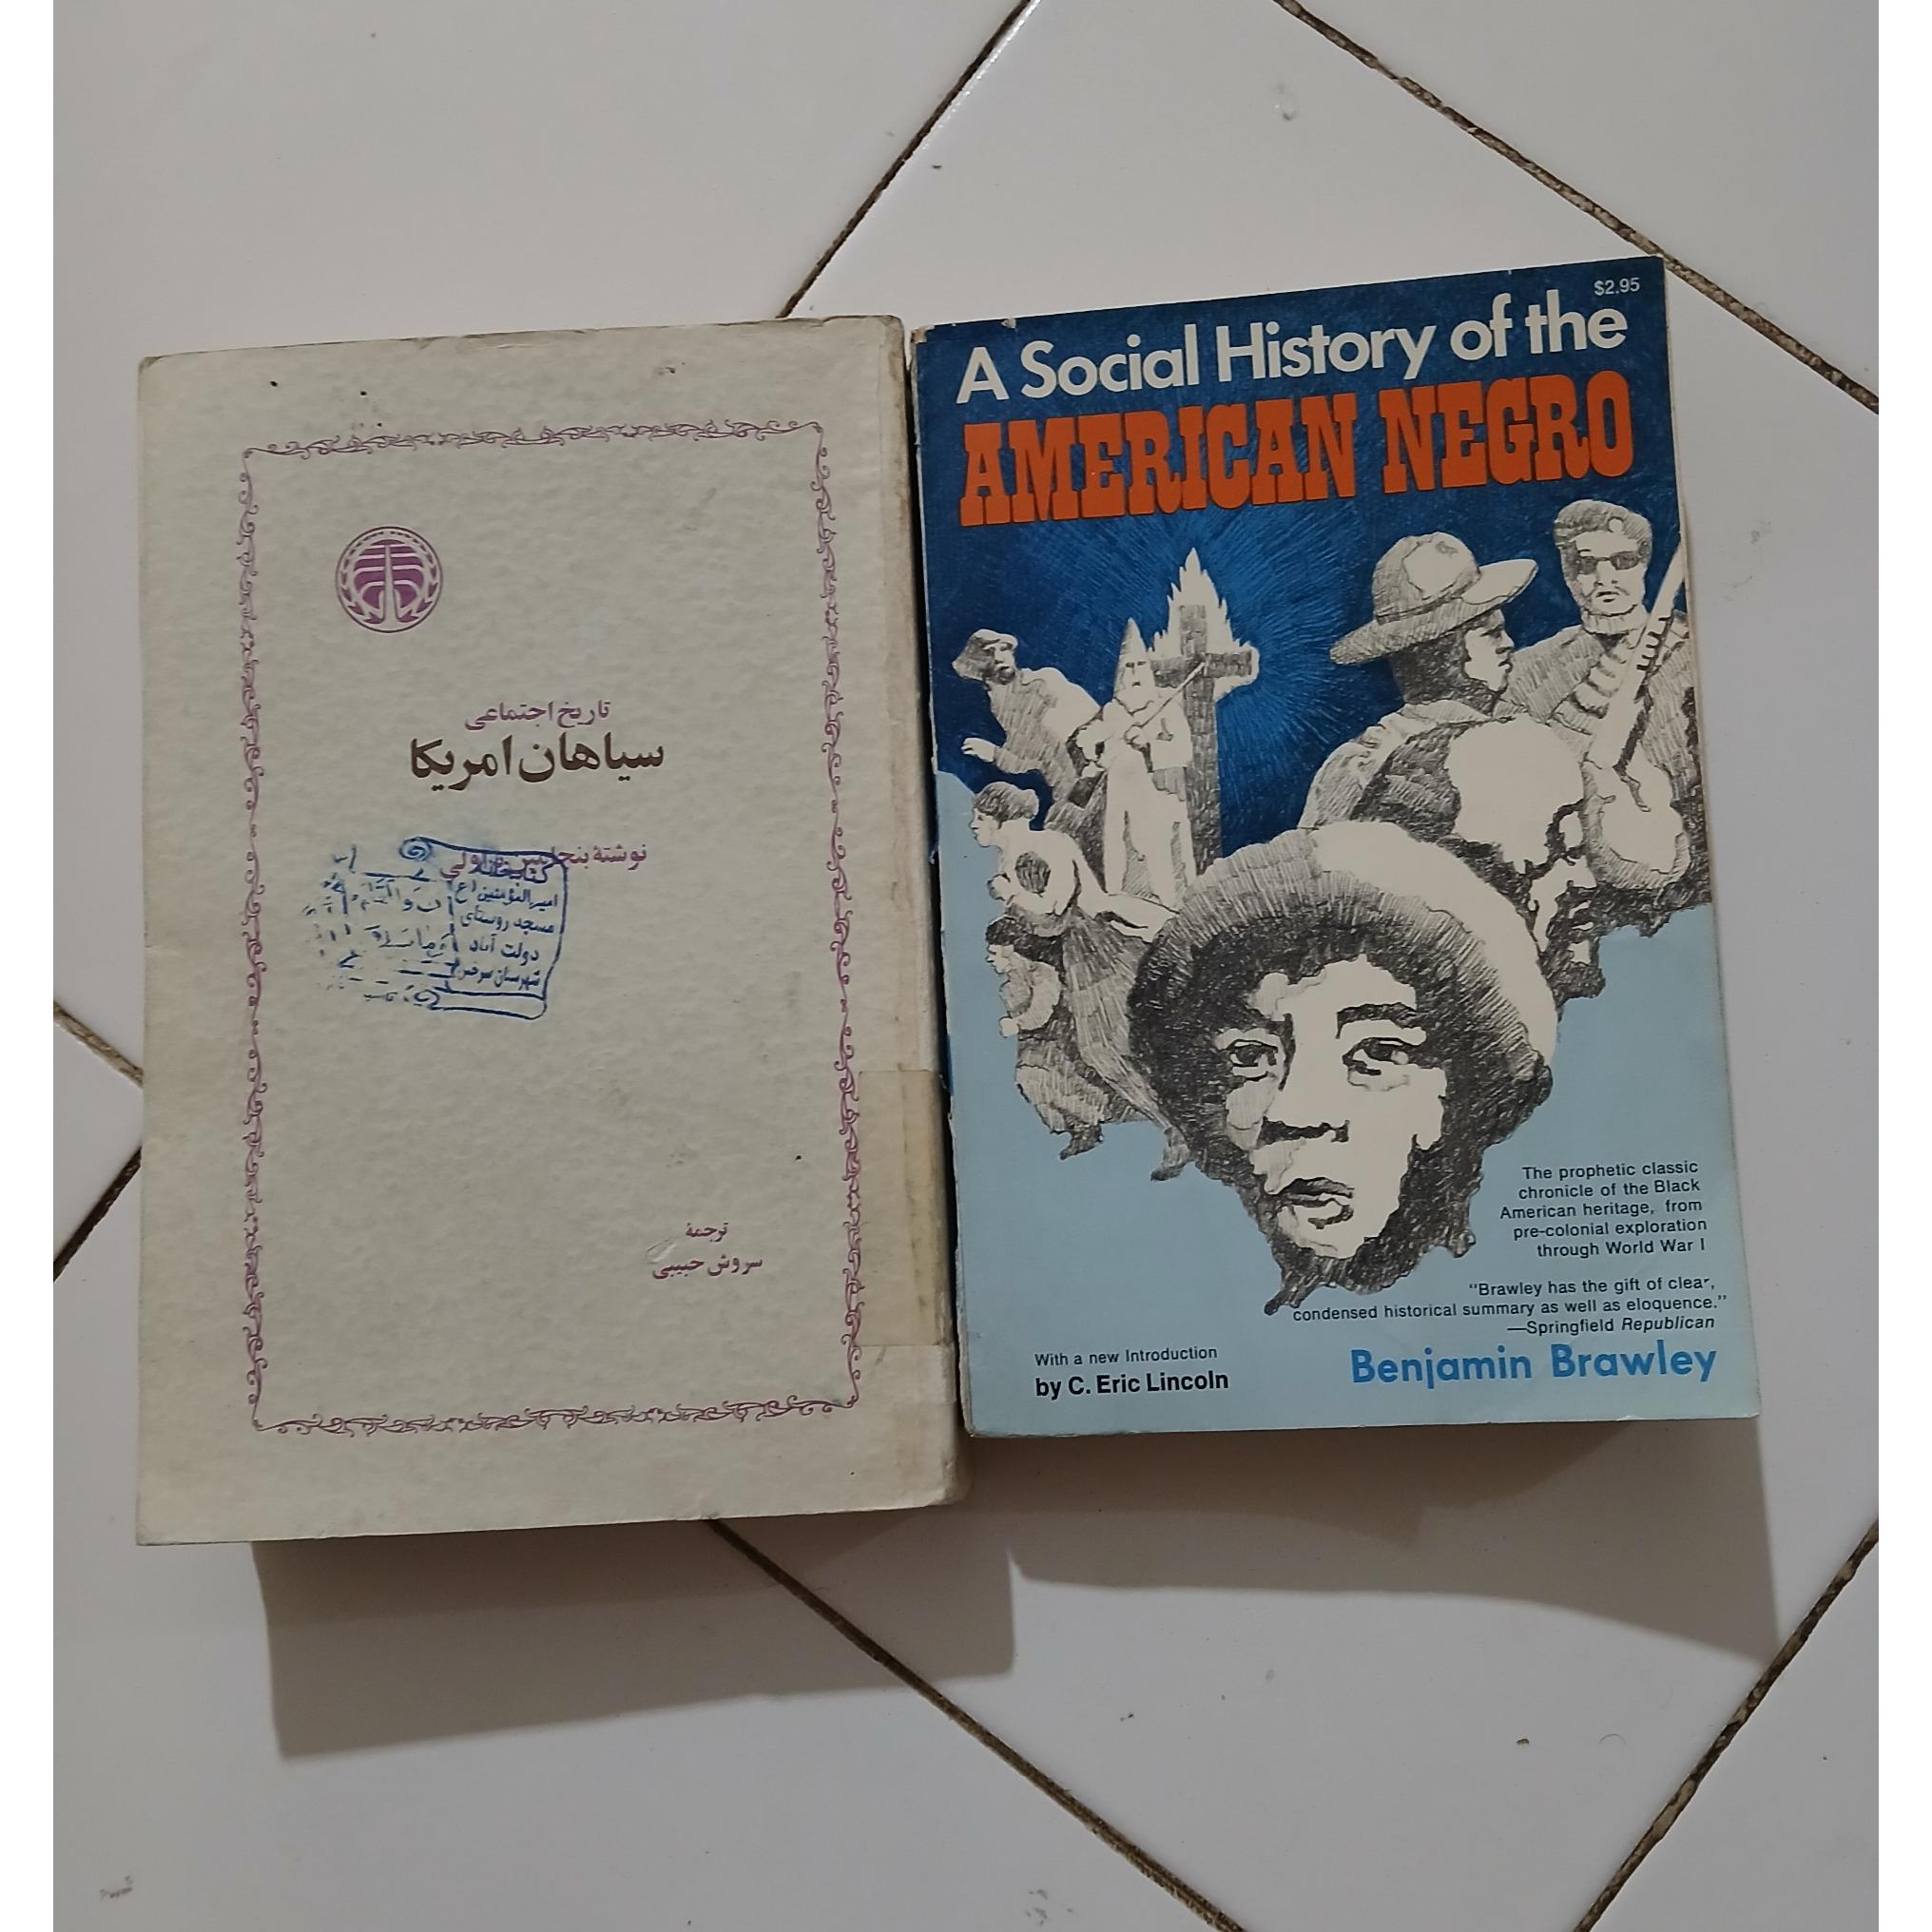 تاریخ اجتماعی
سیاهان امریکا
نوشتهٔ بنجامین براولی
کتابخانه
امیرالمؤمنین (ع)
مسجد روستای
دولت آباد
شهرستان سرخس
ترجمهٔ
سروش حبیبی
$2.95
A Social History of the
AMERICAN NEGRO
The prophetic classic
chronicle of the Black
American heritage, from
pre-colonial exploration
through World War I
"Brawley has the gift of clear,
condensed historical summary as well as eloquence."
—Springfield Republican
With a new Introduction
by C. Eric Lincoln
Benjamin Brawley